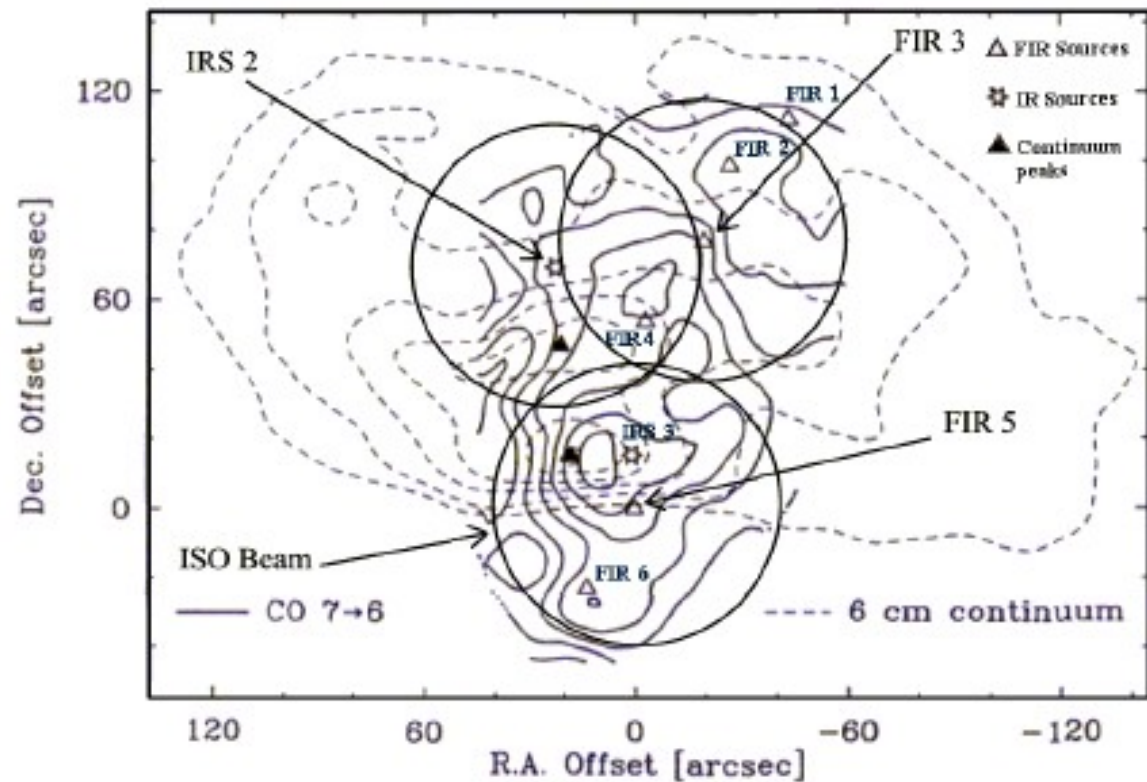 IRS 2
FIR 3
△ FIR Sources
IR Sources
▲ Continuum
peaks
FIR 1
FIR 2
FIR 4
IRS 3
FIR 5
ISO Beam
FIR 6
CO 7→6
6 cm continuum
Dec. Offset [arcsec]
120
60
0
120
60
0
−60
−120
R.A. Offset [arcsec]